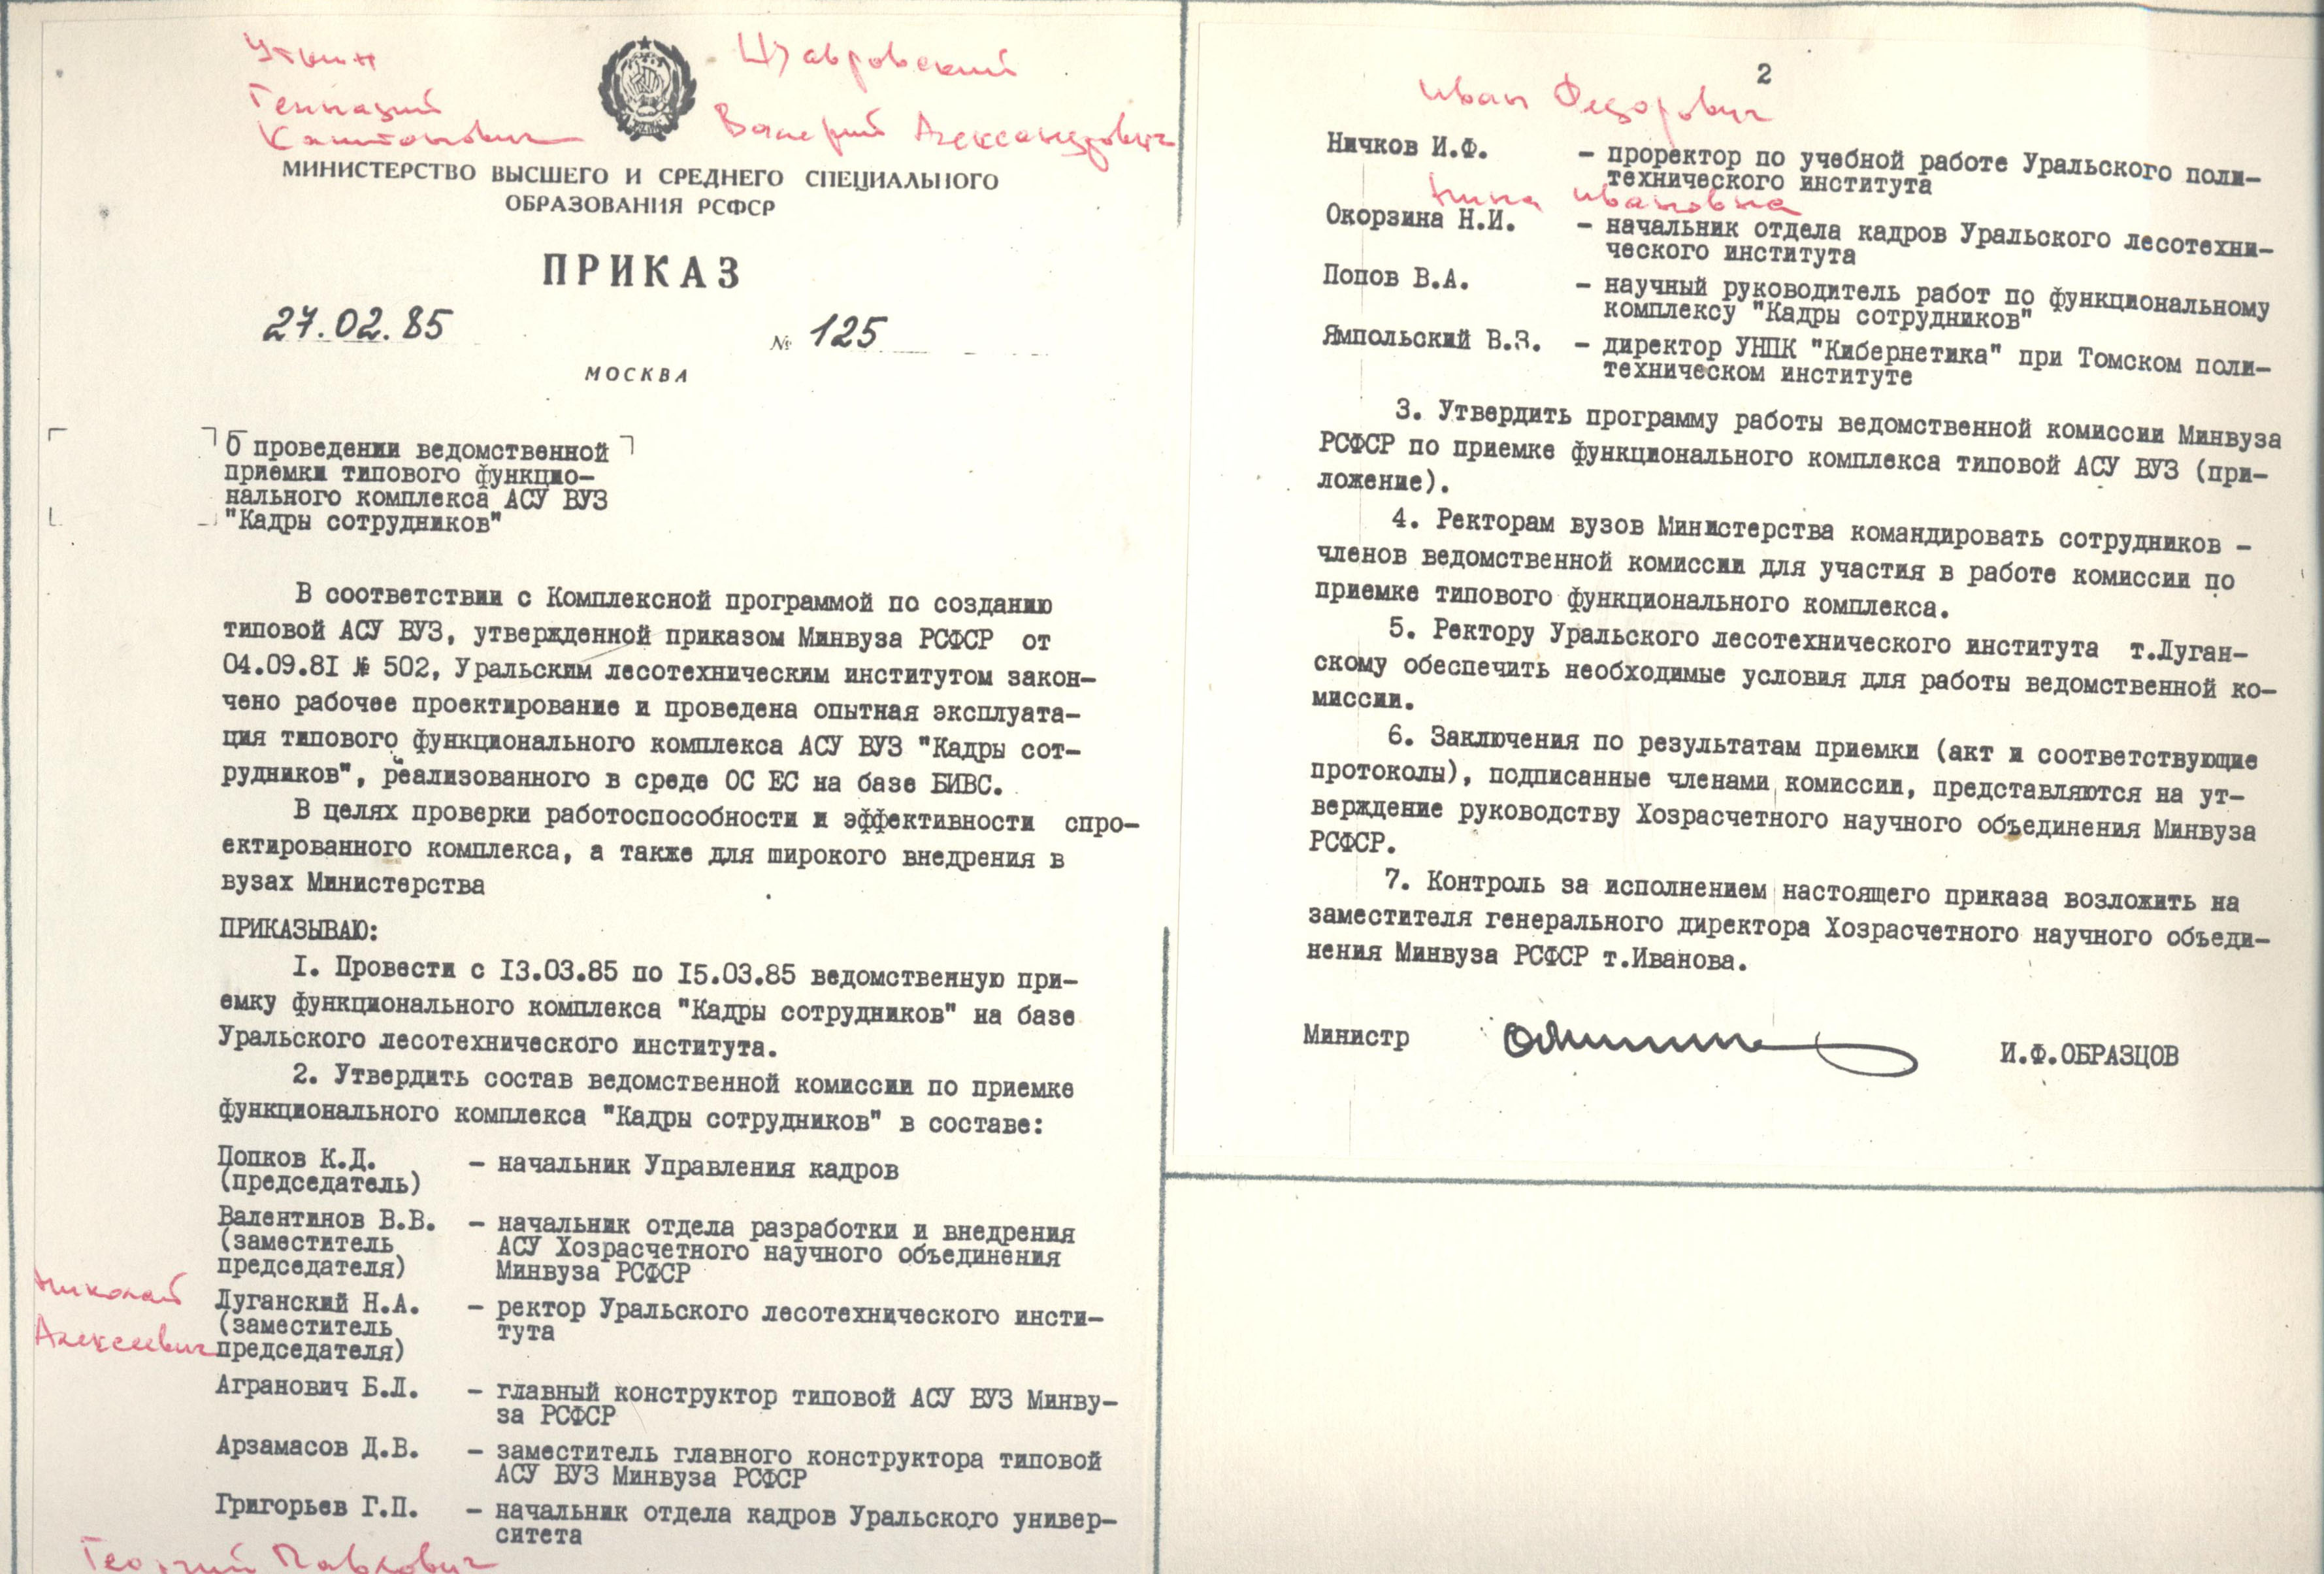 Уткин
Геннадий
Капитонович
Щавровский
Валерий Александрович
МИНИСТЕРСТВО ВЫСШЕГО И СРЕДНЕГО СПЕЦИАЛЬНОГО
ОБРАЗОВАНИЯ РСФСР
ПРИКАЗ
27.02.85
№ 125
МОСКВА
О проведении ведомственной
приемки типового функцио-
нального комплекса АСУ ВУЗ
"Кадры сотрудников"
В соответствии с Комплексной программой по созданию
типовой АСУ ВУЗ, утвержденной приказом Минвуза РСФСР от
04.09.81 № 502, Уральским лесотехническим институтом закон-
чено рабочее проектирование и проведена опытная эксплуата-
ция типового функционального комплекса АСУ ВУЗ "Кадры сот-
рудников", реализованного в среде ОС ЕС на базе БИВС.
В целях проверки работоспособности и эффективности спро-
ектированного комплекса, а также для широкого внедрения в
вузах Министерства
ПРИКАЗЫВАЮ:
1. Провести с 13.03.85 по 15.03.85 ведомственную при-
емку функционального комплекса "Кадры сотрудников" на базе
Уральского лесотехнического института.
2. Утвердить состав ведомственной комиссии по приемке
функционального комплекса "Кадры сотрудников" в составе:
Попков К.Д. – начальник Управления кадров
(председатель)
Валентинов В.В. – начальник отдела разработки и внедрения
(заместитель АСУ Хозрасчетного научного объединения
председателя) Минвуза РСФСР
Николай
Луганский Н.А. – ректор Уральского лесотехнического инсти-
(заместитель тута
Алексеевич
председателя)
Агранович Б.Л. – главный конструктор типовой АСУ ВУЗ Минву-
за РСФСР
Арзамасов Д.В. – заместитель главного конструктора типовой
АСУ ВУЗ Минвуза РСФСР
Григорьев Г.П. – начальник отдела кадров Уральского универ-
ситета
Георгий Павлович
2
Иван Федорович
Ничков И.Ф. – проректор по учебной работе Уральского поли-
технического института
Нина Ивановна
Окорзина Н.И. – начальник отдела кадров Уральского лесотехни-
ческого института
Попов В.А. – научный руководитель работ по функциональному
комплексу "Кадры сотрудников"
Ямпольский В.З. – директор УНПК "Кибернетика" при Томском поли-
техническом институте
3. Утвердить программу работы ведомственной комиссии Минвуза
РСФСР по приемке функционального комплекса типовой АСУ ВУЗ (при-
ложение).
4. Ректорам вузов Министерства командировать сотрудников –
членов ведомственной комиссии для участия в работе комиссии по
приемке типового функционального комплекса.
5. Ректору Уральского лесотехнического института т.Луган-
скому обеспечить необходимые условия для работы ведомственной ко-
миссии.
6. Заключения по результатам приемки (акт и соответствующие
протоколы), подписанные членами комиссии, представляются на ут-
верждение руководству Хозрасчетного научного объединения Минвуза
РСФСР.
7. Контроль за исполнением настоящего приказа возложить на
заместителя генерального директора Хозрасчетного научного объеди-
нения Минвуза РСФСР т.Иванова.
Министр
И.Ф.ОБРАЗЦОВ